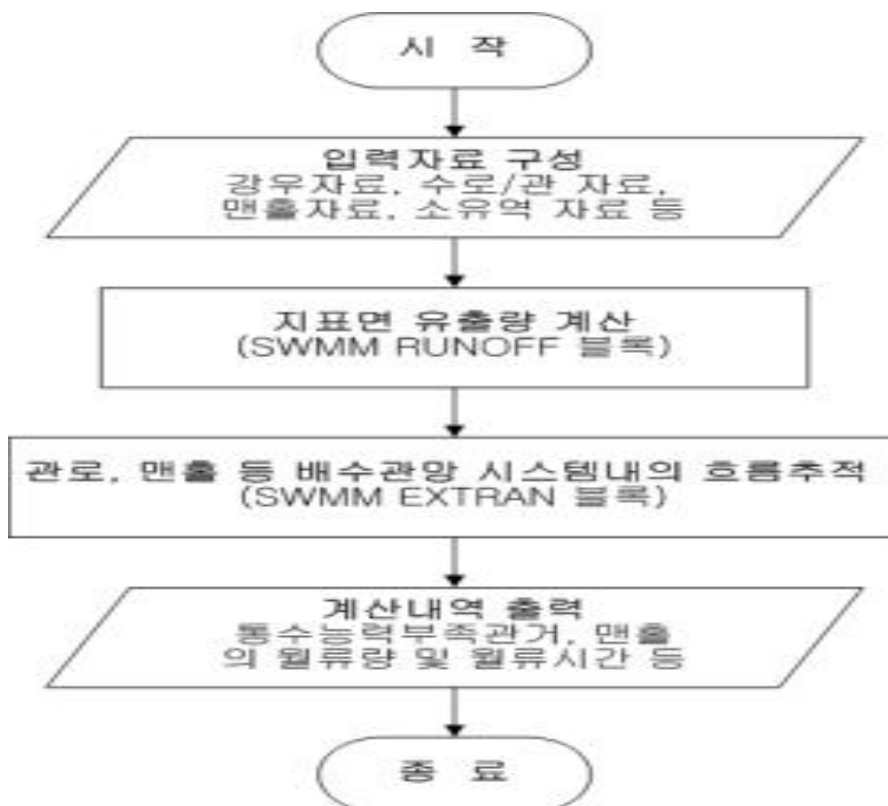 시 작
입력자료 구성
강우자료, 수로/관 자료,
맨홀자료, 소유역 자료 등
지표면 유출량 계산
(SWMM RUNOFF 블록)
관로, 맨홀 등 배수관망 시스템내의 흐름추적
(SWMM EXTRAN 블록)
계산내역 출력
통수능력부족관거, 맨홀
의 월류량 및 월류시간 등
종 료